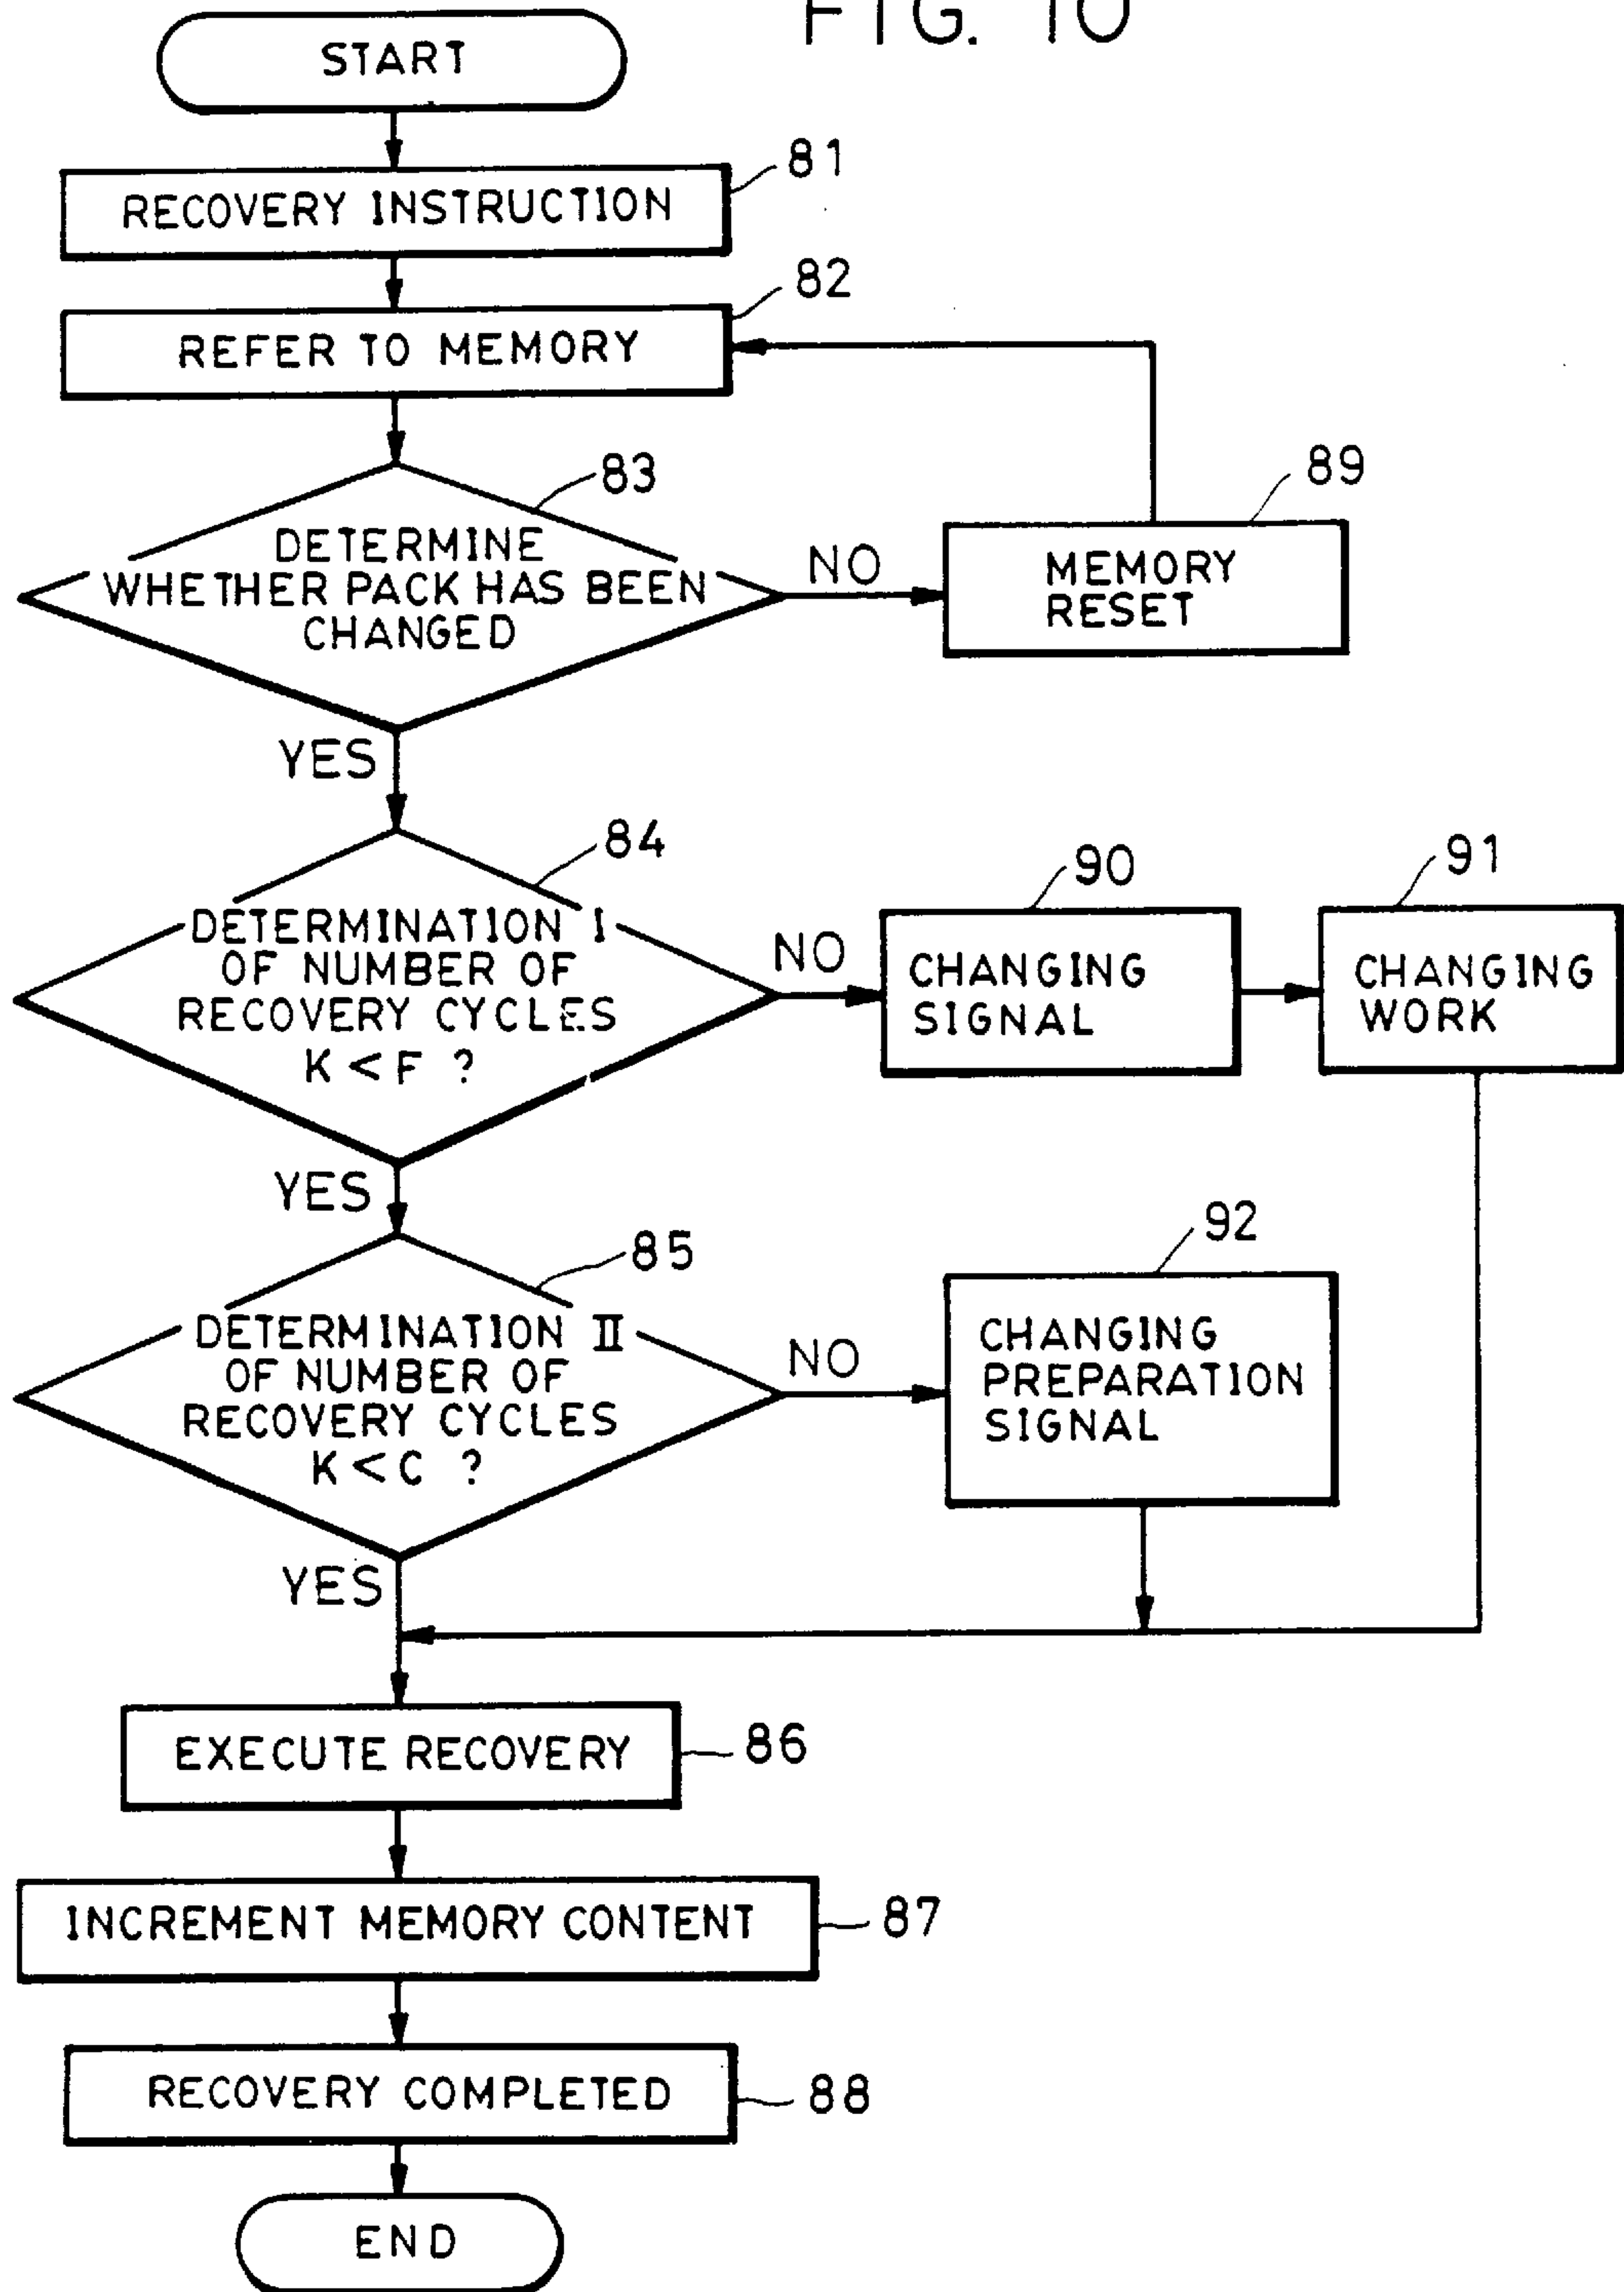 FIG. 10
START
RECOVERY INSTRUCTION
81
REFER TO MEMORY
82
DETERMINE
WHETHER PACK HAS BEEN
CHANGED
83
NO
MEMORY
RESET
89
YES
DETERMINATION I
OF NUMBER OF
RECOVERY CYCLES
K < F ?
84
NO
CHANGING
SIGNAL
90
CHANGING
WORK
91
YES
DETERMINATION II
OF NUMBER OF
RECOVERY CYCLES
K < C ?
85
NO
CHANGING
PREPARATION
SIGNAL
92
YES
EXECUTE RECOVERY
86
INCREMENT MEMORY CONTENT
87
RECOVERY COMPLETED
88
END